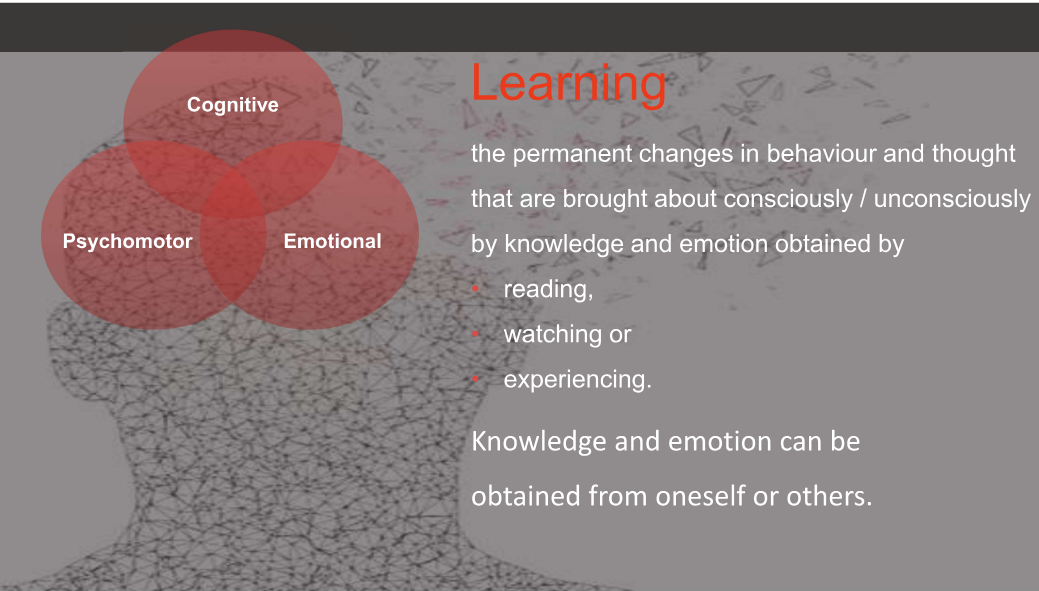 Cognitive
Psychomotor
Emotional
Learning
the permanent changes in behaviour and thought
that are brought about consciously / unconsciously
by knowledge and emotion obtained by
• reading,
• watching or
• experiencing.
Knowledge and emotion can be
obtained from oneself or others.